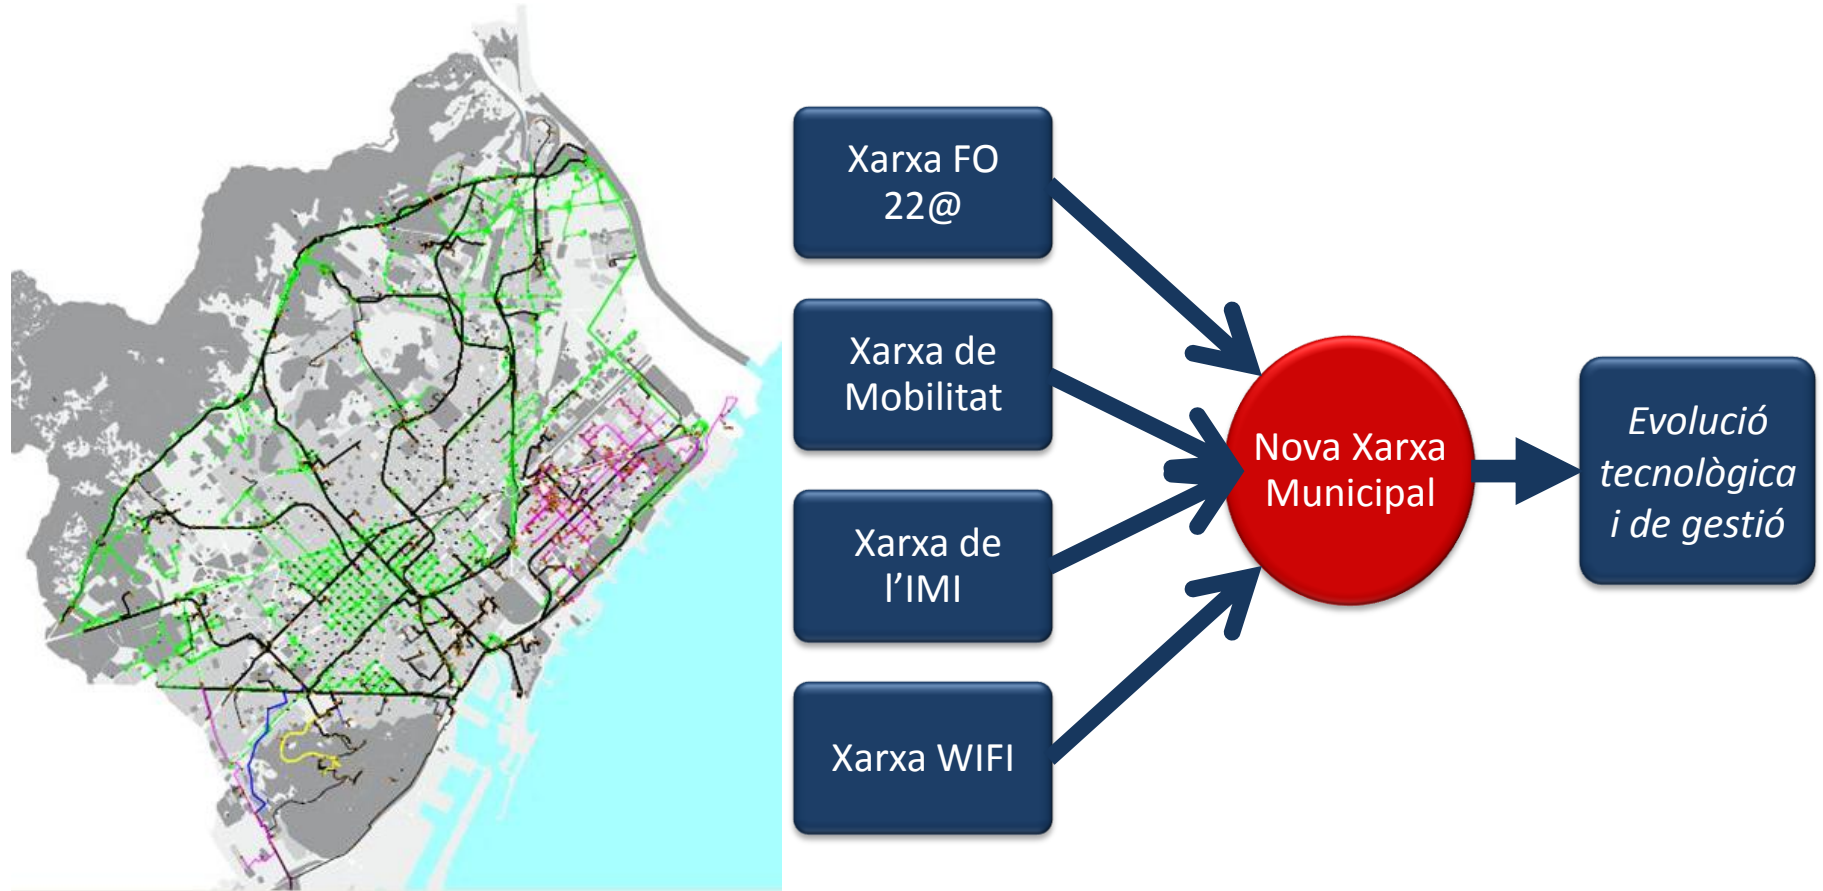 Xarxa FO
22@
Xarxa de
Mobilitat
Xarxa de
l’IMI
Xarxa WIFI
Nova Xarxa
Municipal
Evolució
tecnològica
i de gestió